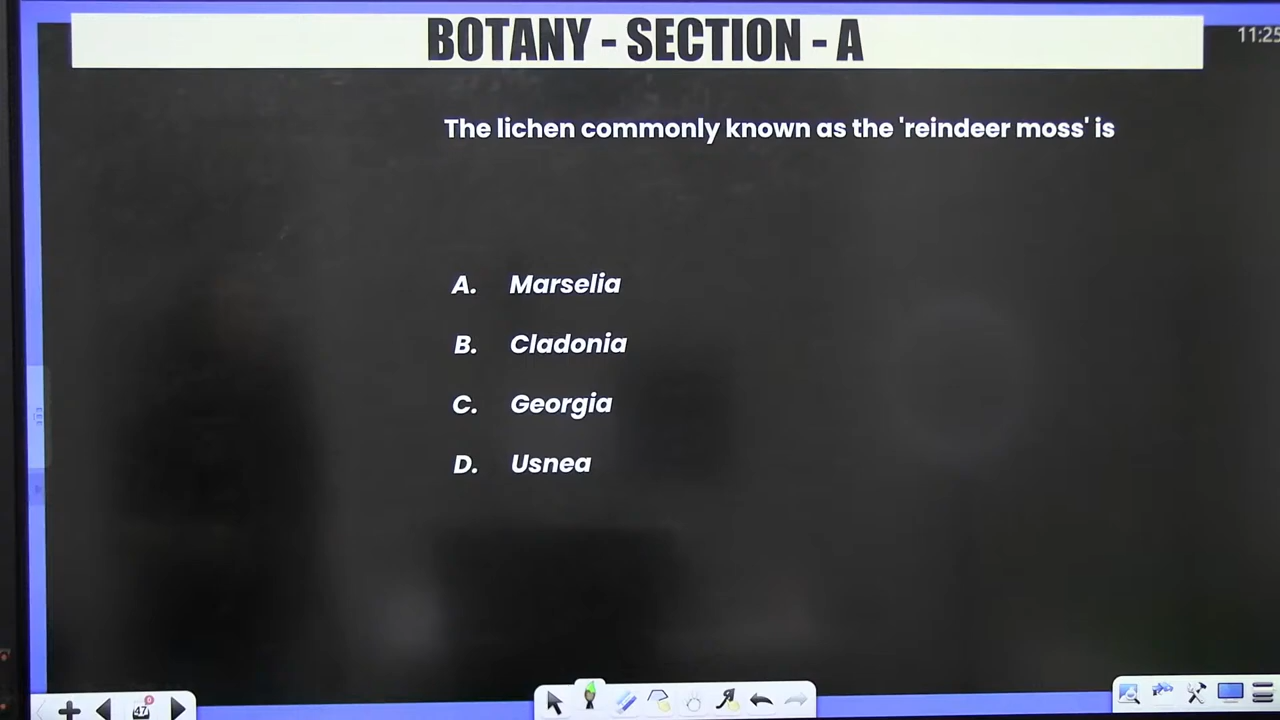 BOTANY - SECTION - A
11:25
The lichen commonly known as the 'reindeer moss' is
A. Marselia
B. Cladonia
C. Georgia
D. Usnea
47